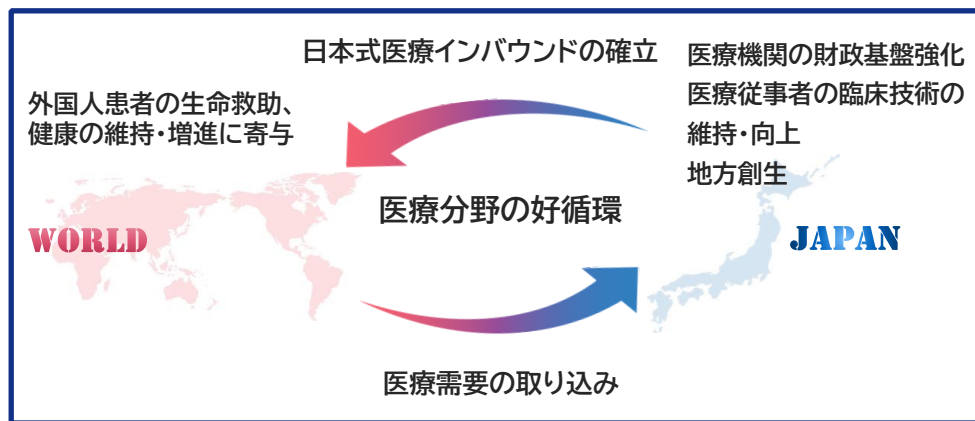 日本式医療インバウンドの確立
医療機関の財政基盤強化
医療従事者の臨床技術の
維持・向上
地方創生
外国人患者の生命救助、
健康の維持・増進に寄与
医療分野の好循環
WORLD
JAPAN
医療需要の取り込み